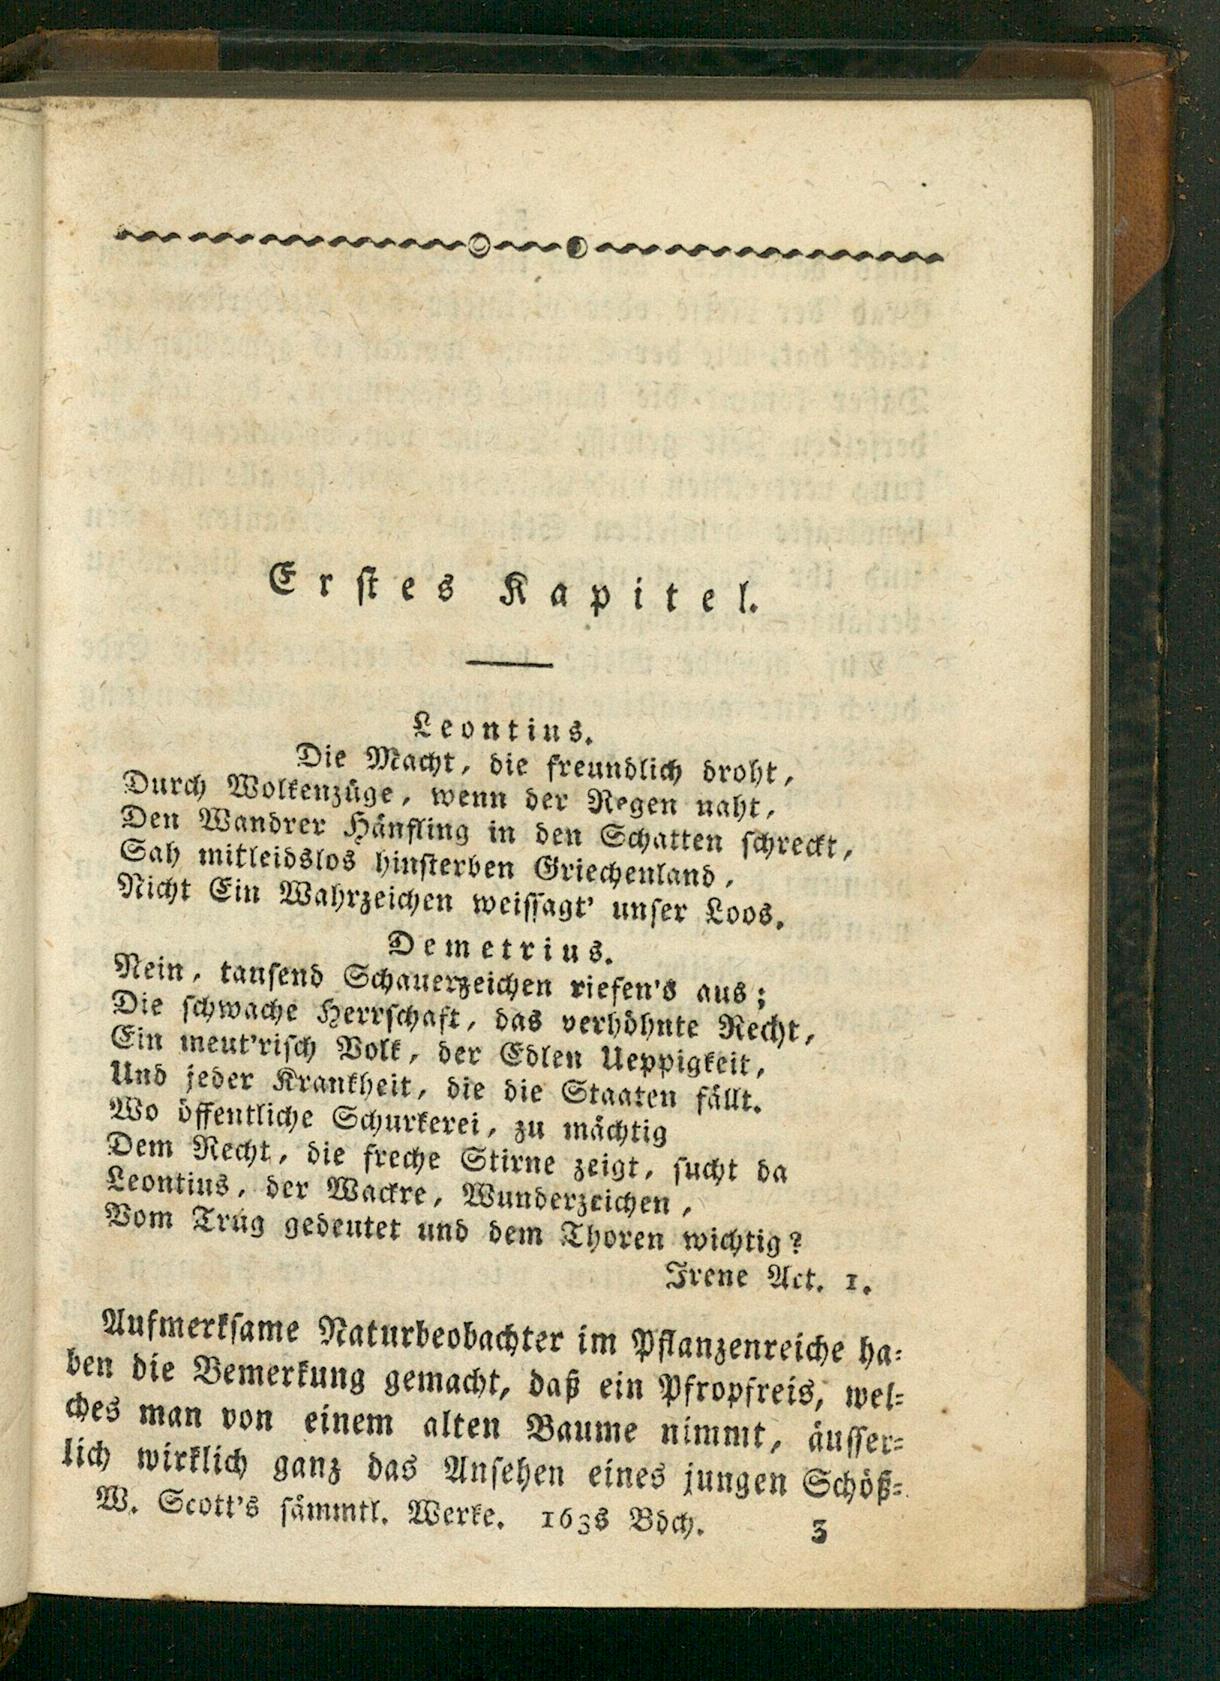 Erstes Kapitel.
Leontius.
Die Macht, die freundlich droht,
Durch Wolkenzüge, wenn der Regen naht,
Den Wandrer Hänfling in den Schatten schreckt,
Sah mitleidslos hinsterben Griechenland,
Nicht Ein Wahrzeichen weissagt' unser Loos.
Demetrius.
Nein, tausend Schauerzeichen riefen's aus;
Die schwache Herrschaft, das verhöhnte Recht,
Ein meut'risch Volk, der Edlen Ueppigkeit,
Und jeder Krankheit, die die Staaten fällt.
Wo öffentliche Schurkerei, zu mächtig
Dem Recht, die freche Stirne zeigt, sucht da
Leontius, der Wackre, Wunderzeichen,
Vom Trug gedeutet und dem Thoren wichtig?
Irene Act. 1.
Aufmerksame Naturbeobachter im Pflanzenreiche ha-
ben die Bemerkung gemacht, daß ein Pfropfreis, wel-
ches man von einem alten Baume nimmt, äusser-
lich wirklich ganz das Ansehen eines jungen Schöß-
W. Scott's sämmtl. Werke. 163s Bdch. 3